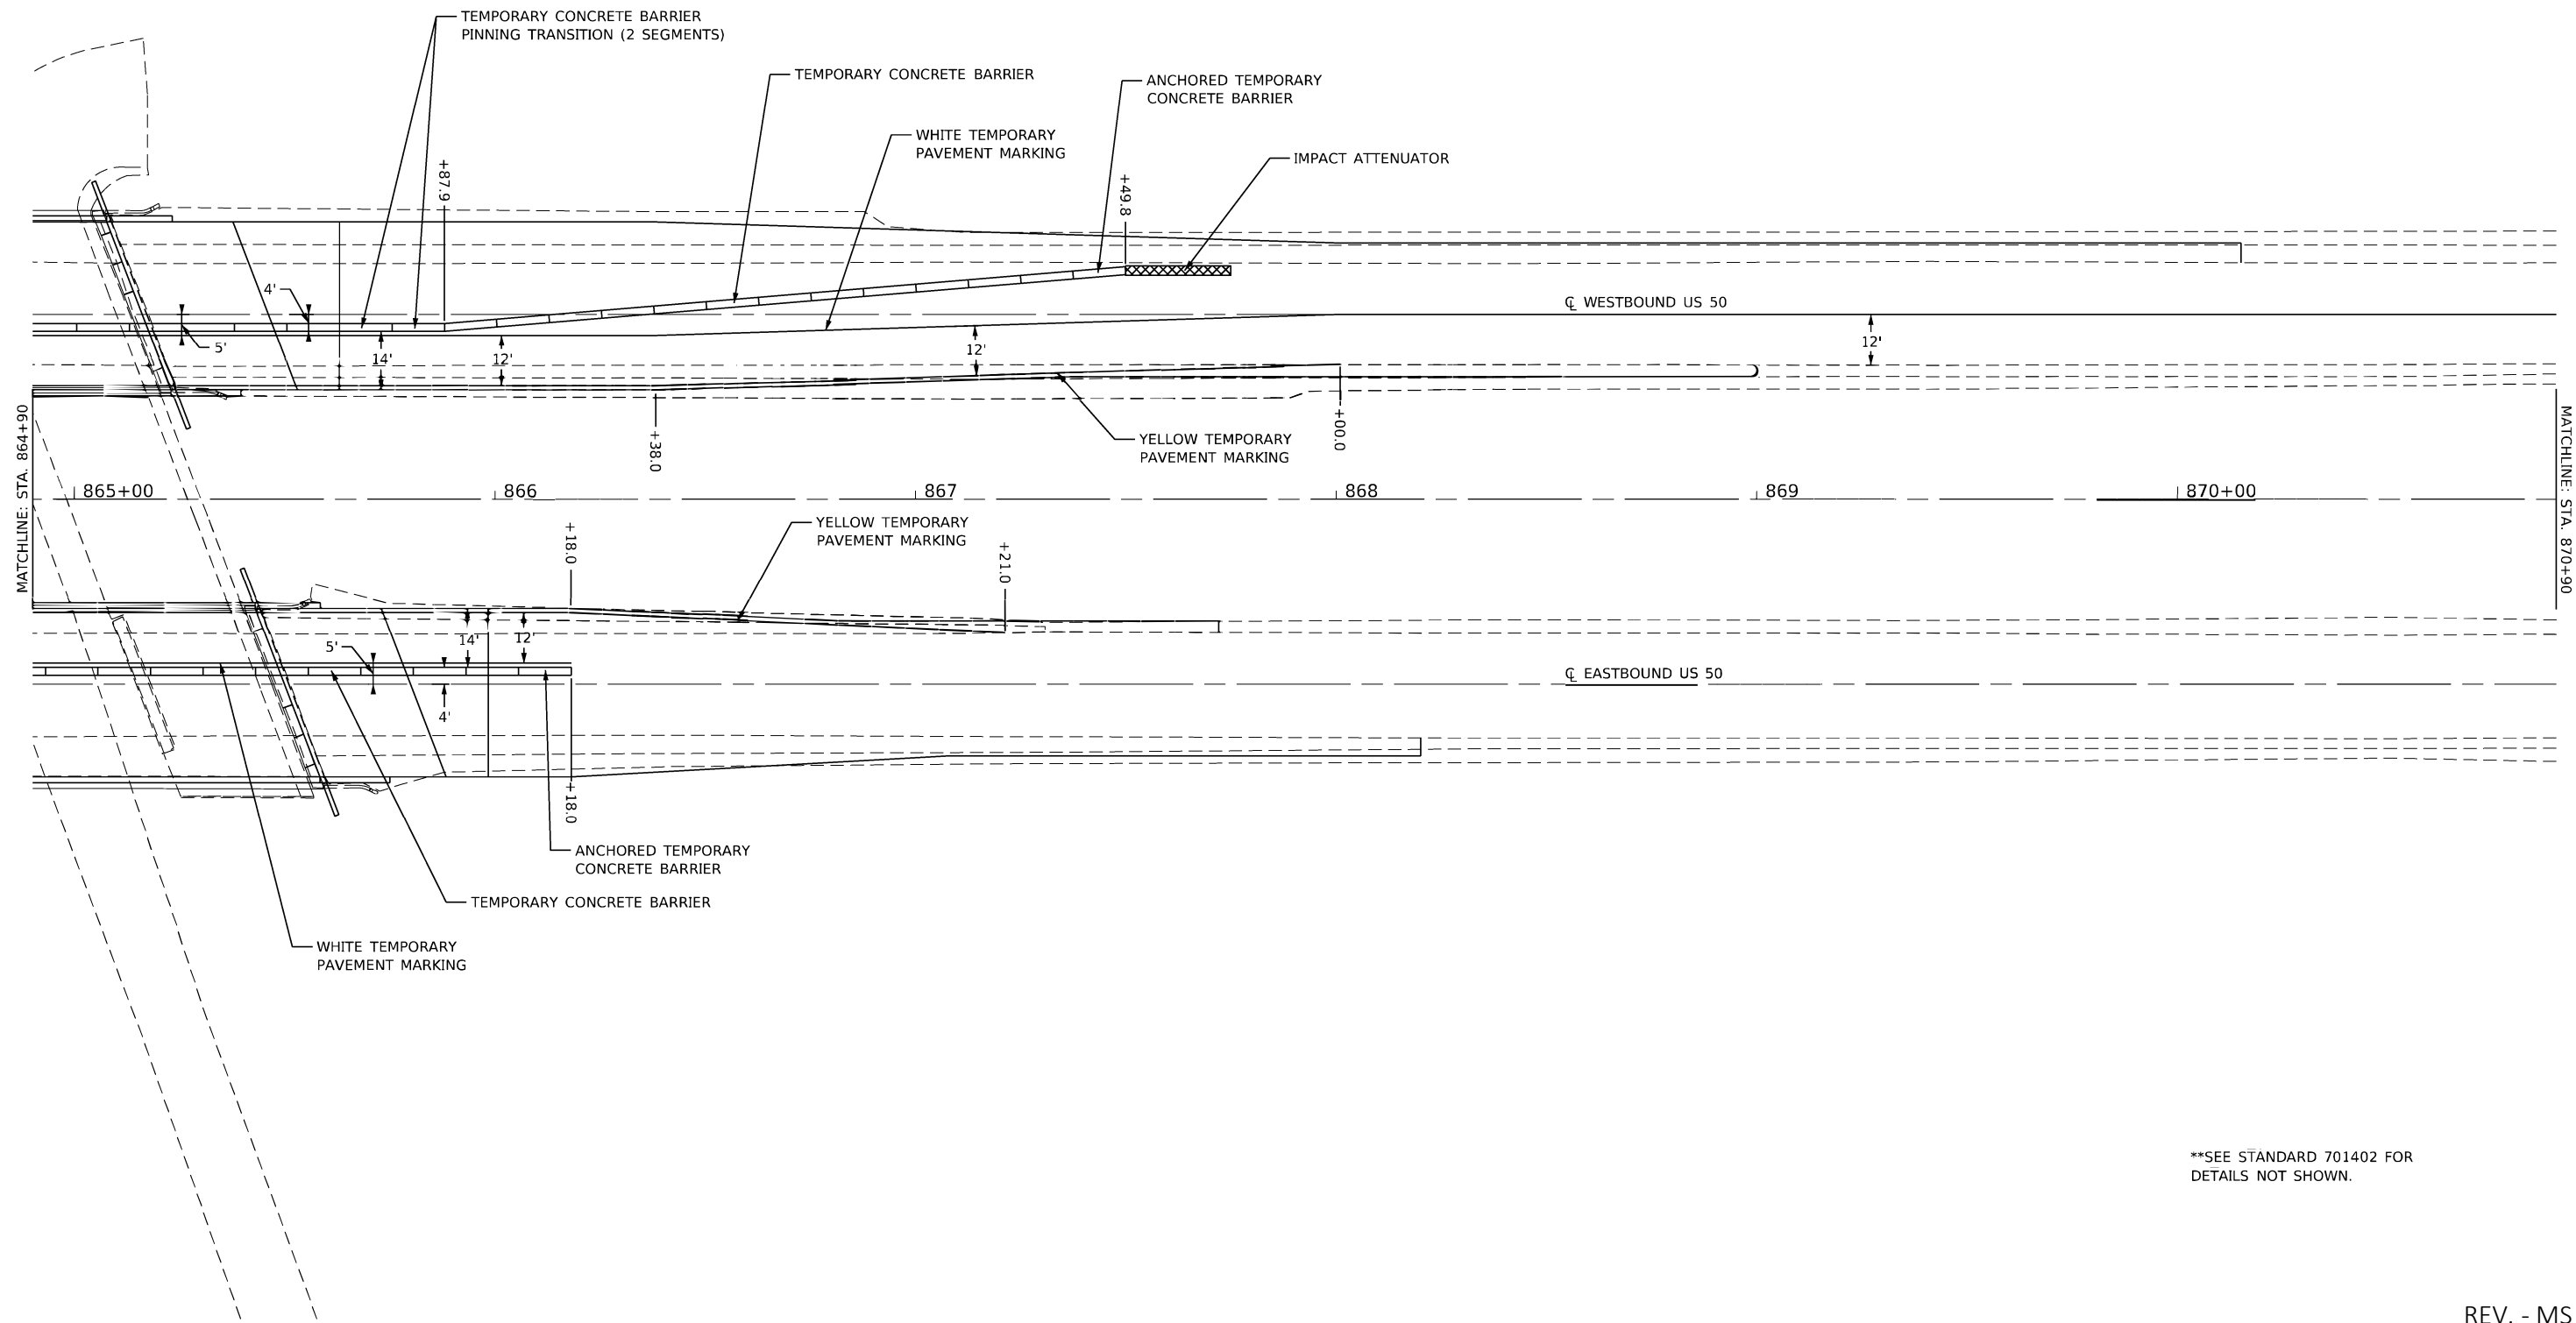 TEMPORARY CONCRETE BARRIER
PINNING TRANSITION (2 SEGMENTS)
TEMPORARY CONCRETE BARRIER
ANCHORED TEMPORARY
CONCRETE BARRIER
WHITE TEMPORARY
PAVEMENT MARKING
IMPACT ATTENUATOR
+87.9
+49.8
4'
5'
14'
12'
12'
℄ WESTBOUND US 50
12'
+38.0
+00.0
YELLOW TEMPORARY
PAVEMENT MARKING
MATCHLINE: STA. 864+90
MATCHLINE: STA. 870+90
865+00
866
867
868
869
870+00
+18.0
YELLOW TEMPORARY
PAVEMENT MARKING
+21.0
5'
14'
12'
4'
℄ EASTBOUND US 50
+18.0
ANCHORED TEMPORARY
CONCRETE BARRIER
TEMPORARY CONCRETE BARRIER
WHITE TEMPORARY
PAVEMENT MARKING
**SEE STANDARD 701402 FOR
DETAILS NOT SHOWN.
REV. - MS